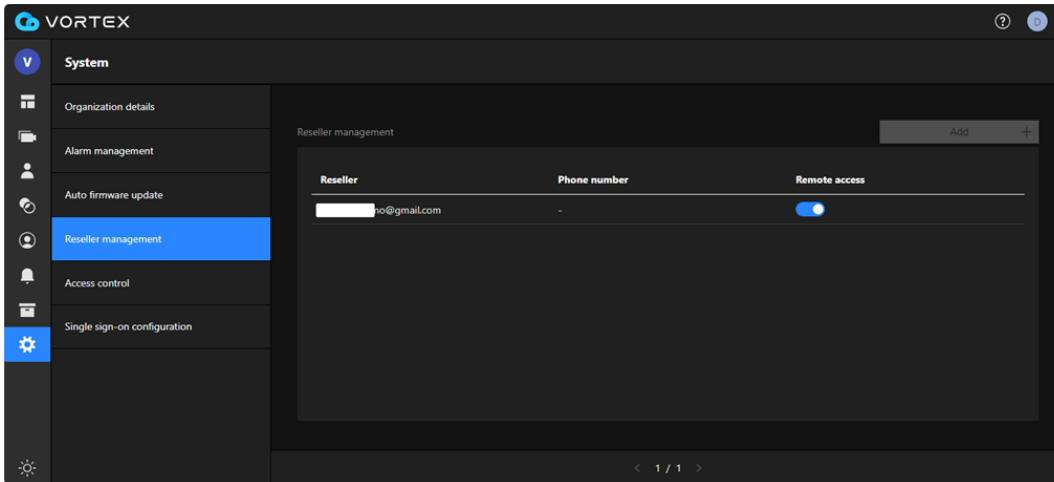 VORTEX
D
V
System
Organization details
Alarm management
Auto firmware update
Reseller management
Access control
Single sign-on configuration
Reseller management
Add
Reseller Phone number Remote access
no@gmail.com -
1 / 1